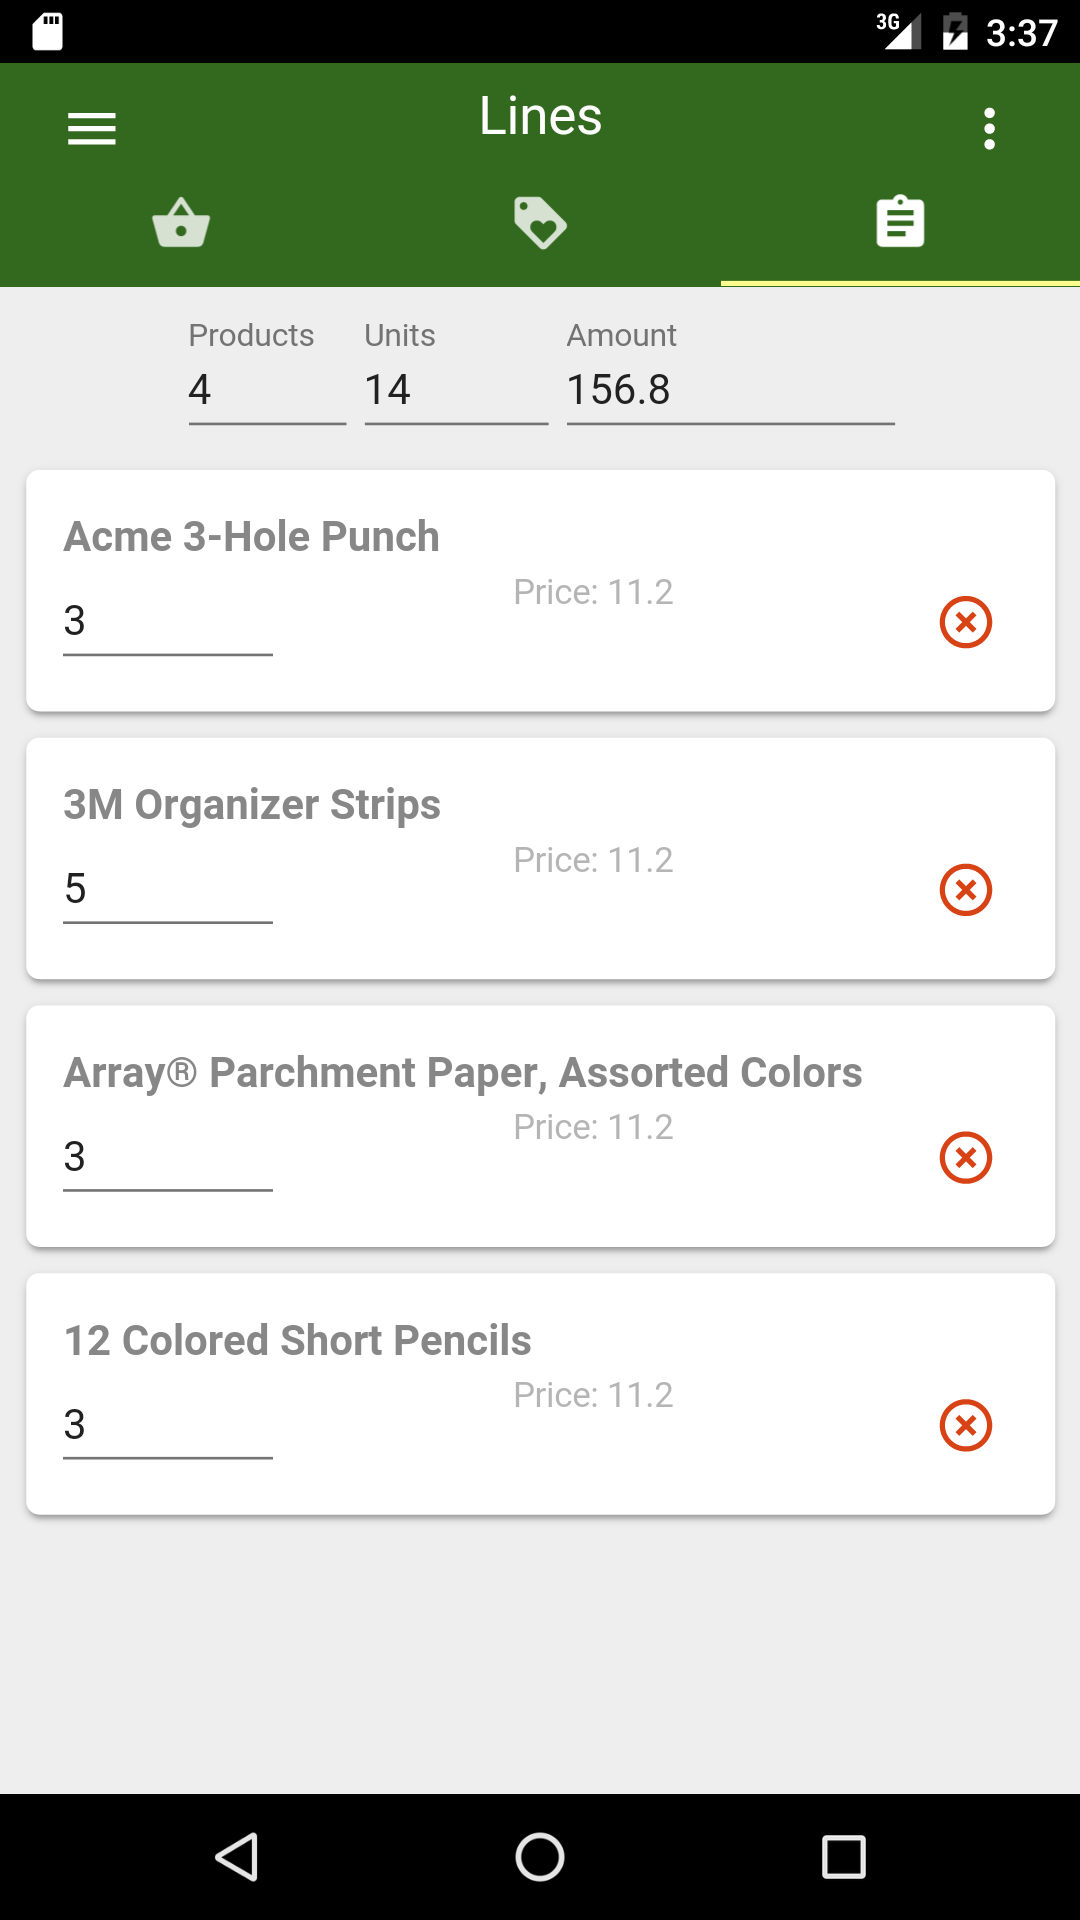 3G 3:37
Lines
Products Units Amount
4 14 156.8
Acme 3-Hole Punch
Price: 11.2
3
3M Organizer Strips
Price: 11.2
5
Array® Parchment Paper, Assorted Colors
Price: 11.2
3
12 Colored Short Pencils
Price: 11.2
3